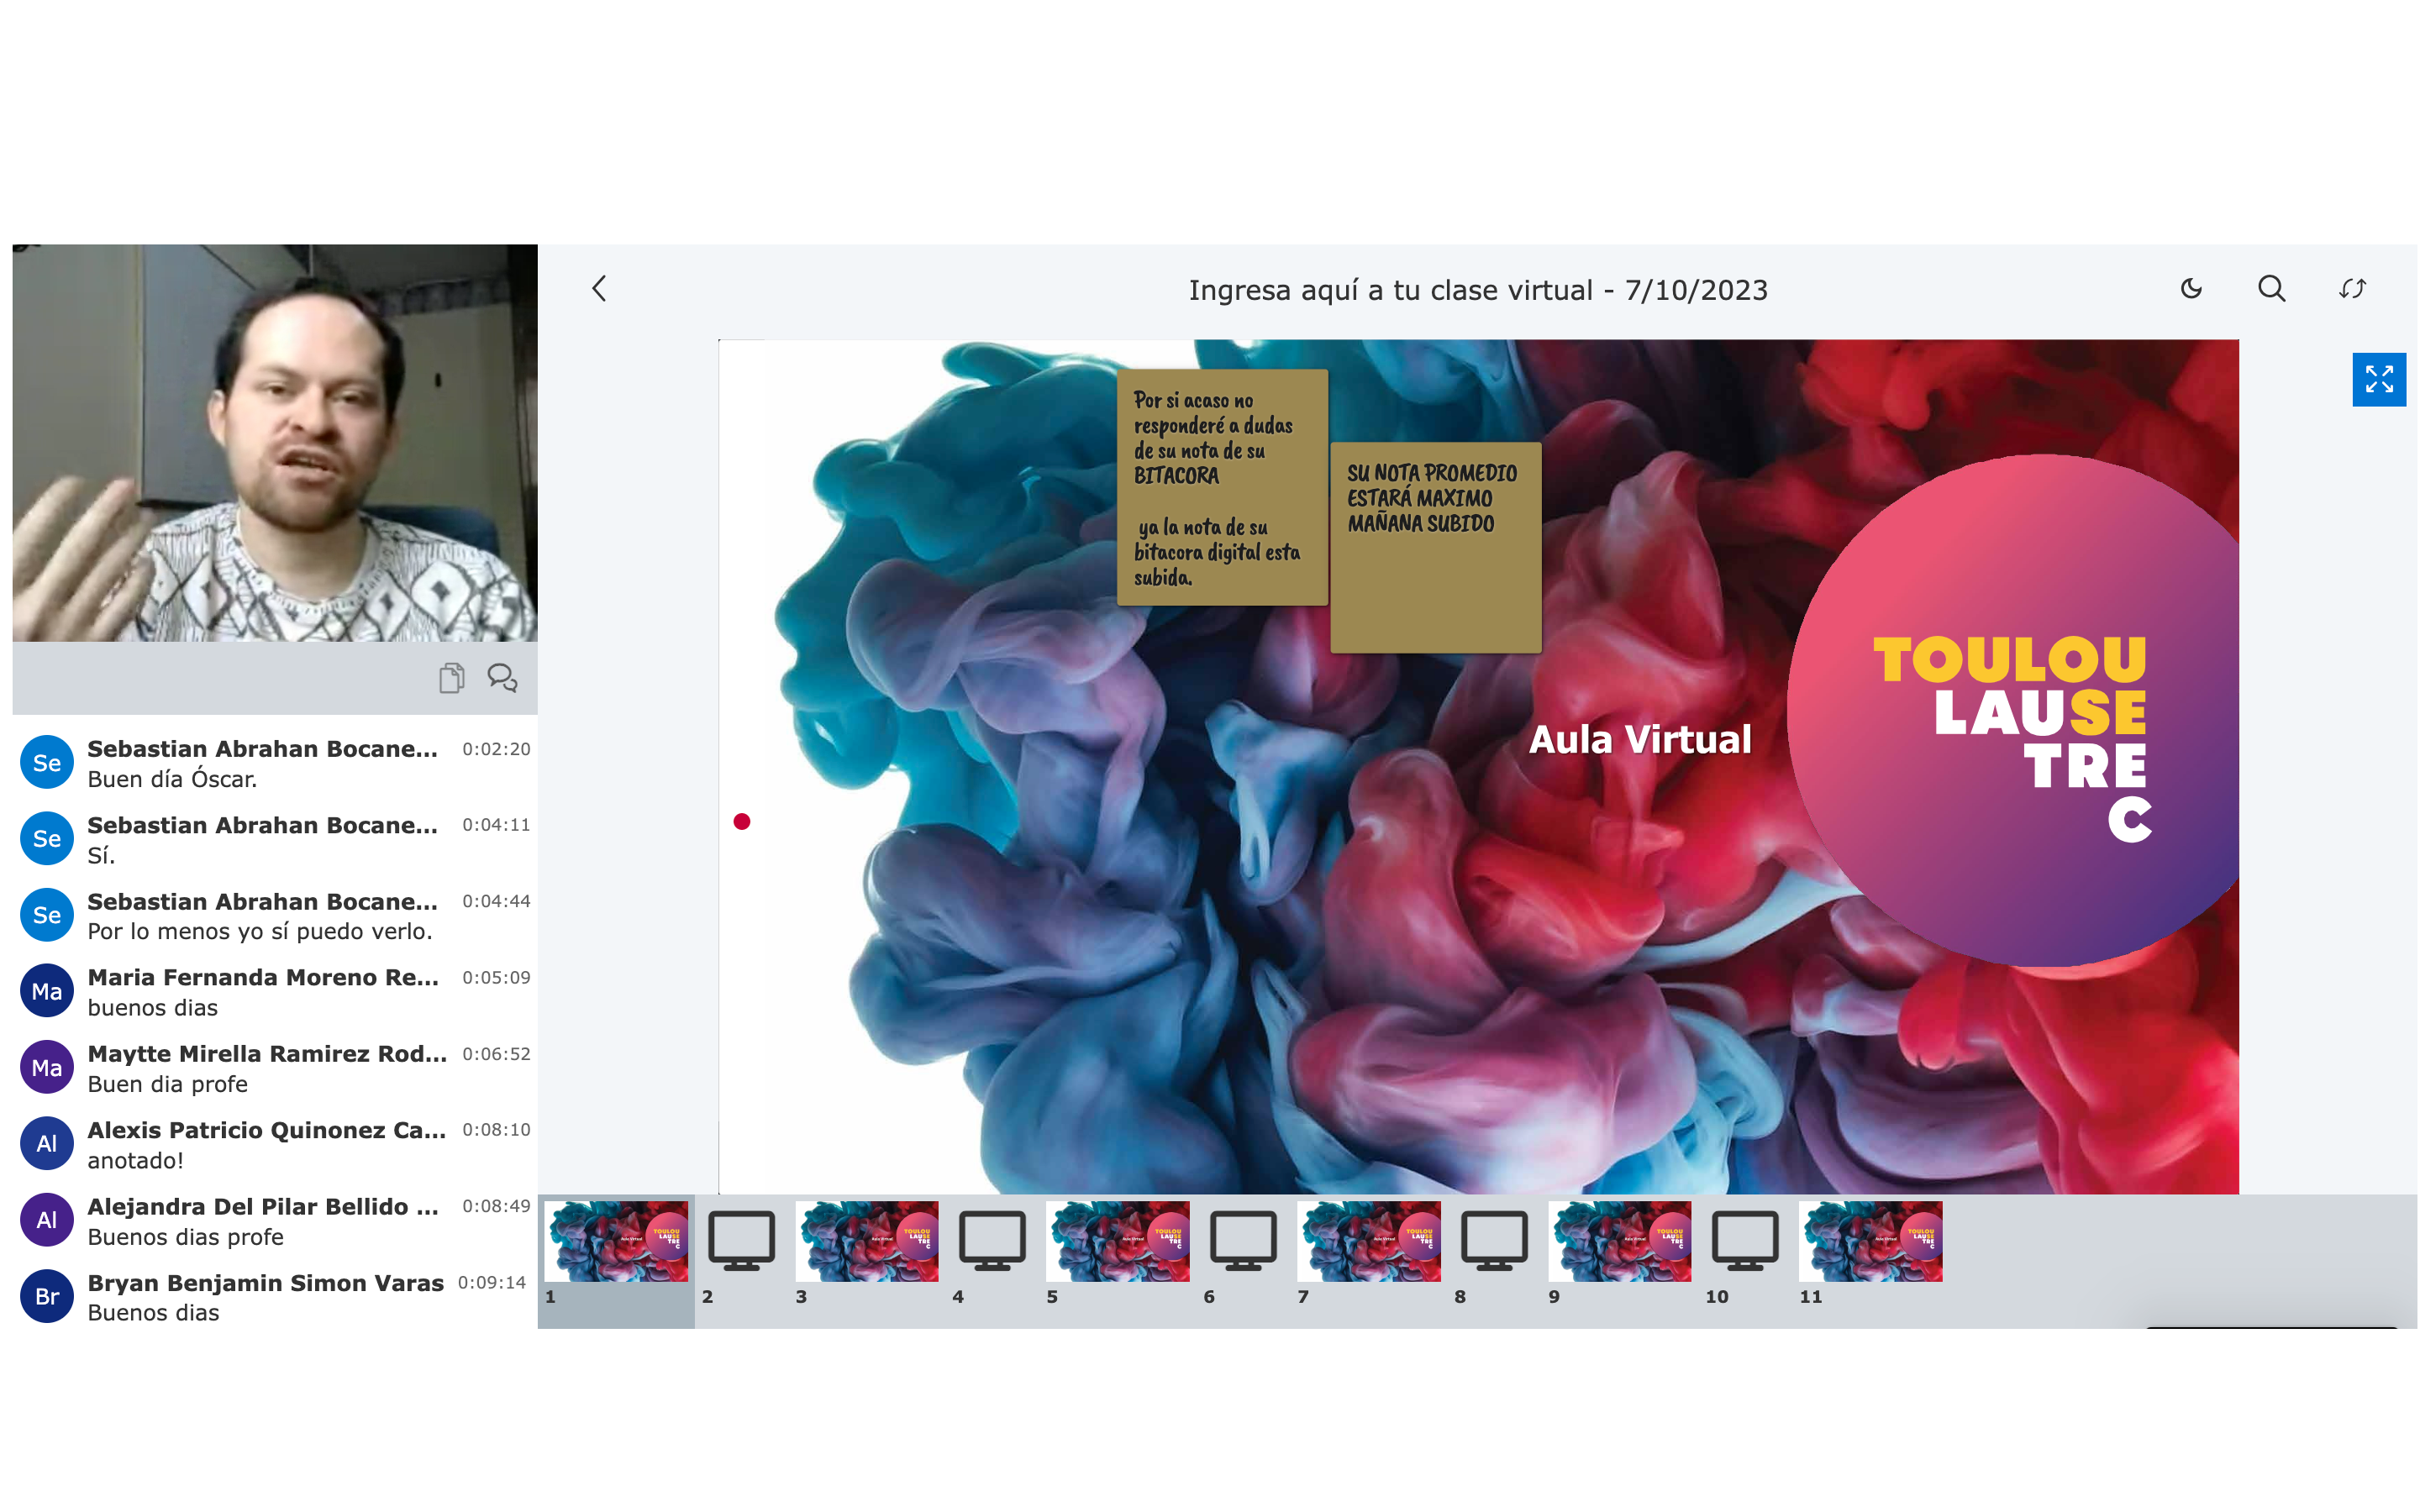 Ingresa aquí a tu clase virtual - 7/10/2023
Por si acaso no
responderé a dudas
de su nota de su
BITACORA
ya la nota de su
bitacora digital esta
subida.
SU NOTA PROMEDIO
ESTARÁ MAXIMO
MAÑANA SUBIDO
Aula Virtual
TOULOU
LAUSE
TRE
C
Se
Sebastian Abrahan Bocane... 0:02:20
Buen día Óscar.
Se
Sebastian Abrahan Bocane... 0:04:11
Sí.
Se
Sebastian Abrahan Bocane... 0:04:44
Por lo menos yo sí puedo verlo.
Ma
Maria Fernanda Moreno Re... 0:05:09
buenos dias
Ma
Maytte Mirella Ramirez Rod... 0:06:52
Buen dia profe
Al
Alexis Patricio Quinonez Ca... 0:08:10
anotado!
Al
Alejandra Del Pilar Bellido ... 0:08:49
Buenos dias profe
Br
Bryan Benjamin Simon Varas 0:09:14
Buenos dias
1 2 3 4 5 6 7 8 9 10 11